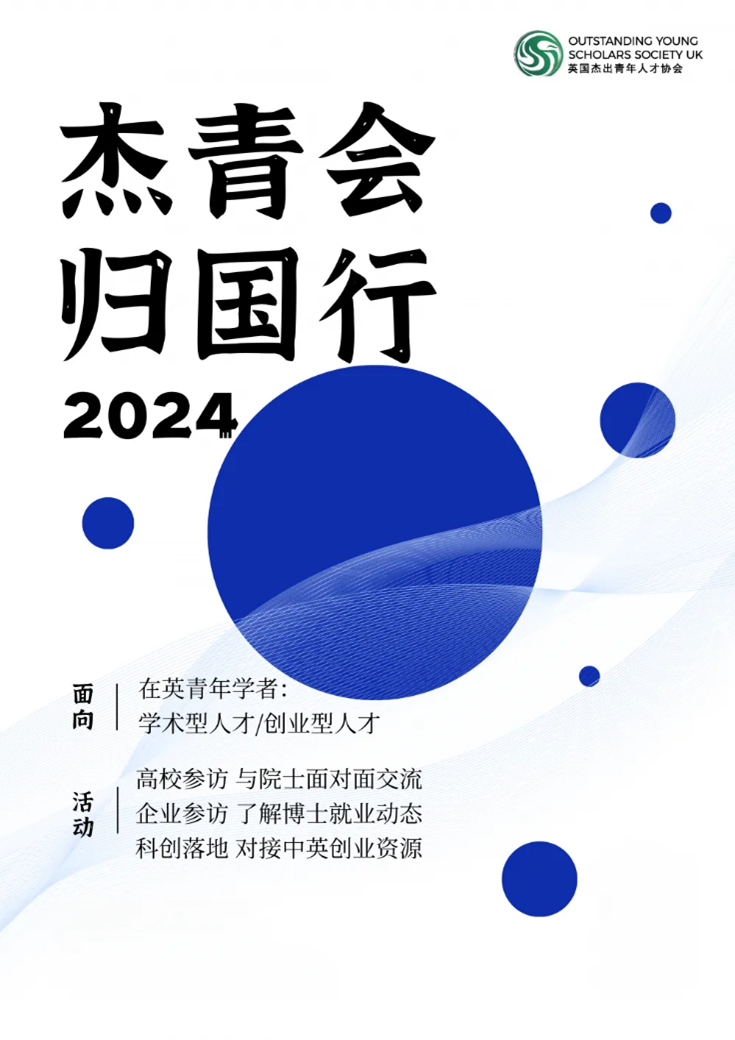 OUTSTANDING YOUNG
SCHOLARS SOCIETY UK
英国杰出青年人才协会
杰青会
归国行
2024
面向
在英青年学者：
学术型人才/创业型人才
活动
高校参访 与院士面对面交流
企业参访 了解博士就业动态
科创落地 对接中英创业资源